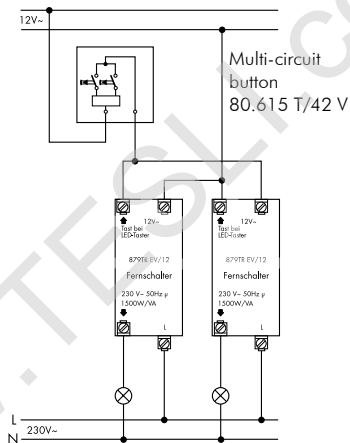 12V~
Multi-circuit
button
80.615 T/42 V
12V~
Tast bei
LED-Taster
879TR EV/12
Fernschalter
230 V~ 50Hz µ
1500W/VA
L
12V~
Tast bei
LED-Taster
879TR EV/12
Fernschalter
230 V~ 50Hz µ
1500W/VA
L
L
230V~
N
.TESLI.C